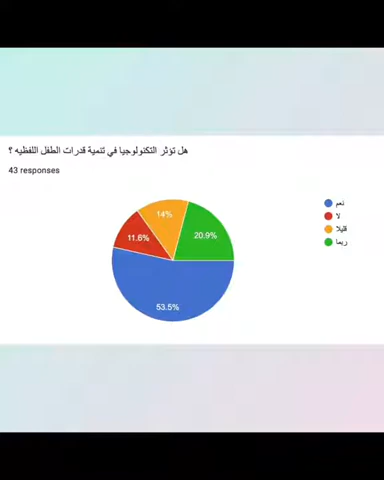 هل تؤثر التكنولوجيا في تنمية قدرات الطفل اللفظيه ؟
43 responses
نعم
لا
قليلا
ربما
14%
20.9%
11.6%
53.5%